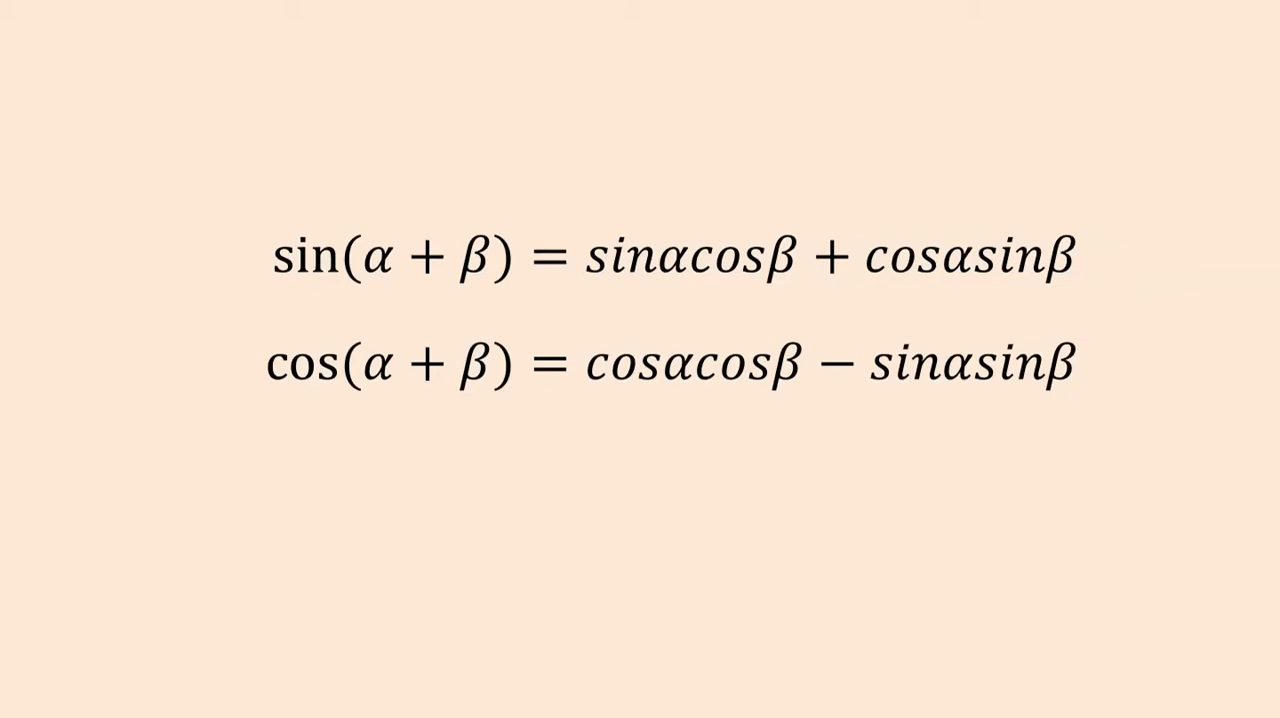 sin(α + β) = sinαcosβ + cosαsinβ
cos(α + β) = cosαcosβ − sinαsinβ